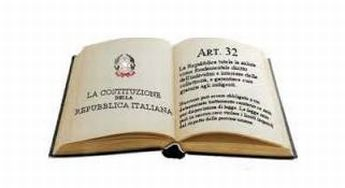 LA COSTITUZIONE
DELLA
REPUBBLICA ITALIANA
ART. 32
La Repubblica tutela la salute
come fondamentale diritto
dell'individuo e interesse della
collettività, e garantisce cure
gratuite agli indigenti.
Nessuno può essere obbligato a un
determinato trattamento sanitario se non
disposizione di legge. La legge non
può in nessun caso violare i limiti imposti
dal rispetto della persona umana.